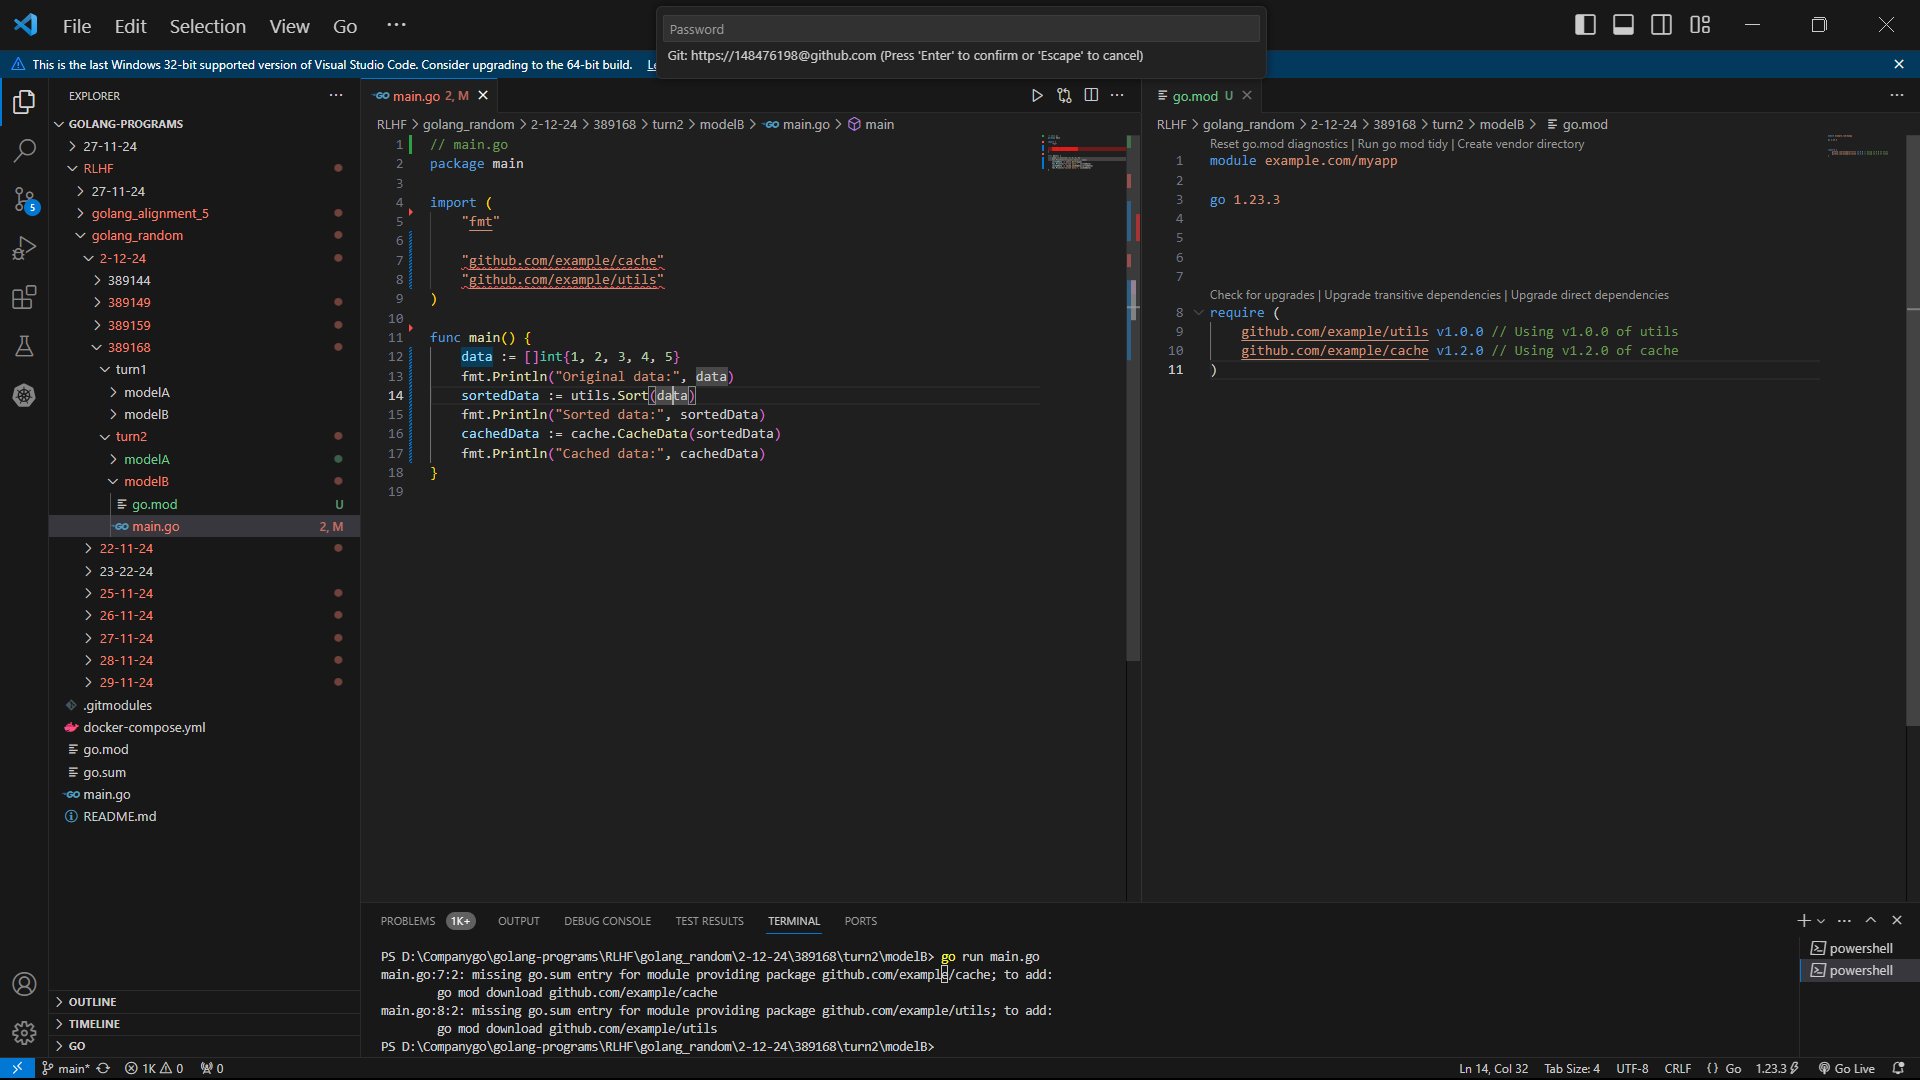 File Edit Selection View Go ···
Password
Git: https://148476198@github.com (Press 'Enter' to confirm or 'Escape' to cancel)
This is the last Windows 32-bit supported version of Visual Studio Code. Consider upgrading to the 64-bit build.
EXPLORER
GOLANG-PROGRAMS
27-11-24
RLHF
27-11-24
golang_alignment_5
golang_random
2-12-24
389144
389149
389159
389168
turn1
modelA
modelB
turn2
modelA
modelB
go.mod U
main.go 2, M
22-11-24
23-22-24
25-11-24
26-11-24
27-11-24
28-11-24
29-11-24
.gitmodules
docker-compose.yml
go.mod
go.sum
main.go
README.md
OUTLINE
TIMELINE
GO
5
main.go 2, M
RLHF > golang_random > 2-12-24 > 389168 > turn2 > modelB > main.go > main
1 // main.go
2 package main
3
4 import (
5 "fmt"
6
7 "github.com/example/cache"
8 "github.com/example/utils"
9 )
10
11 func main() {
12 data := []int{1, 2, 3, 4, 5}
13 fmt.Println("Original data:", data)
14 sortedData := utils.Sort(data)
15 fmt.Println("Sorted data:", sortedData)
16 cachedData := cache.CacheData(sortedData)
17 fmt.Println("Cached data:", cachedData)
18 }
19
go.mod U
RLHF > golang_random > 2-12-24 > 389168 > turn2 > modelB > go.mod
Reset go.mod diagnostics | Run go mod tidy | Create vendor directory
1 module example.com/myapp
2
3 go 1.23.3
4
5
6
7
Check for upgrades | Upgrade transitive dependencies | Upgrade direct dependencies
8 require (
9 github.com/example/utils v1.0.0 // Using v1.0.0 of utils
10 github.com/example/cache v1.2.0 // Using v1.2.0 of cache
11 )
PROBLEMS 1K+ OUTPUT DEBUG CONSOLE TEST RESULTS TERMINAL PORTS
PS D:\Companygo\golang-programs\RLHF\golang_random\2-12-24\389168\turn2\modelB> go run main.go
main.go:7:2: missing go.sum entry for module providing package github.com/example/cache; to add:
go mod download github.com/example/cache
main.go:8:2: missing go.sum entry for module providing package github.com/example/utils; to add:
go mod download github.com/example/utils
PS D:\Companygo\golang-programs\RLHF\golang_random\2-12-24\389168\turn2\modelB>
powershell
powershell
main* 1K 0 0 Ln 14, Col 32 Tab Size: 4 UTF-8 CRLF {} Go 1.23.3 Go Live